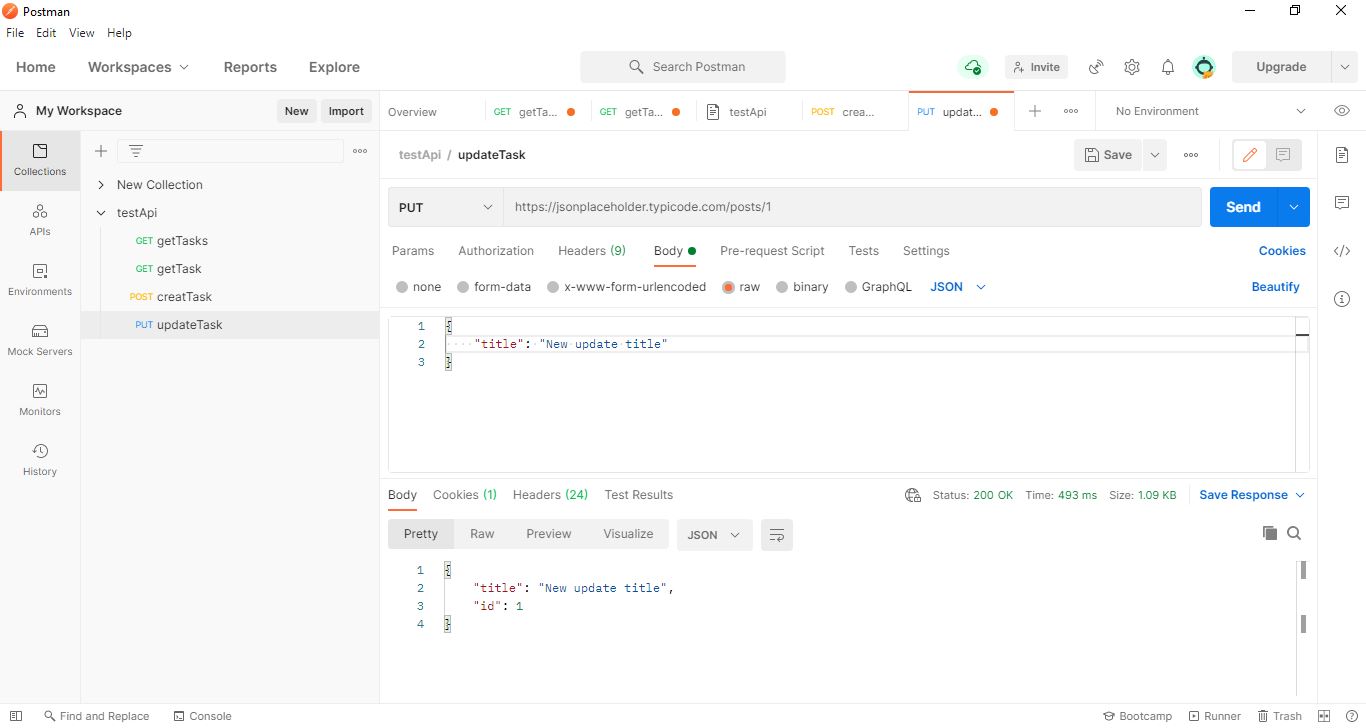 Postman
File Edit View Help
Home Workspaces Reports Explore Search Postman Invite Upgrade
My Workspace New Import Overview GET getTa... GET getTa... testApi POST crea... PUT updat... No Environment
testApi / updateTask Save
Collections
APIs
Environments
Mock Servers
Monitors
History
New Collection
testApi
GET getTasks
GET getTask
POST creatTask
PUT updateTask
PUT https://jsonplaceholder.typicode.com/posts/1 Send
Params Authorization Headers (9) Body Pre-request Script Tests Settings Cookies
none form-data x-www-form-urlencoded raw binary GraphQL JSON Beautify
1 {
2 "title": "New update title"
3 }
Body Cookies (1) Headers (24) Test Results Status: 200 OK Time: 493 ms Size: 1.09 KB Save Response
Pretty Raw Preview Visualize JSON
1 {
2 "title": "New update title",
3 "id": 1
4 }
Find and Replace Console Bootcamp Runner Trash